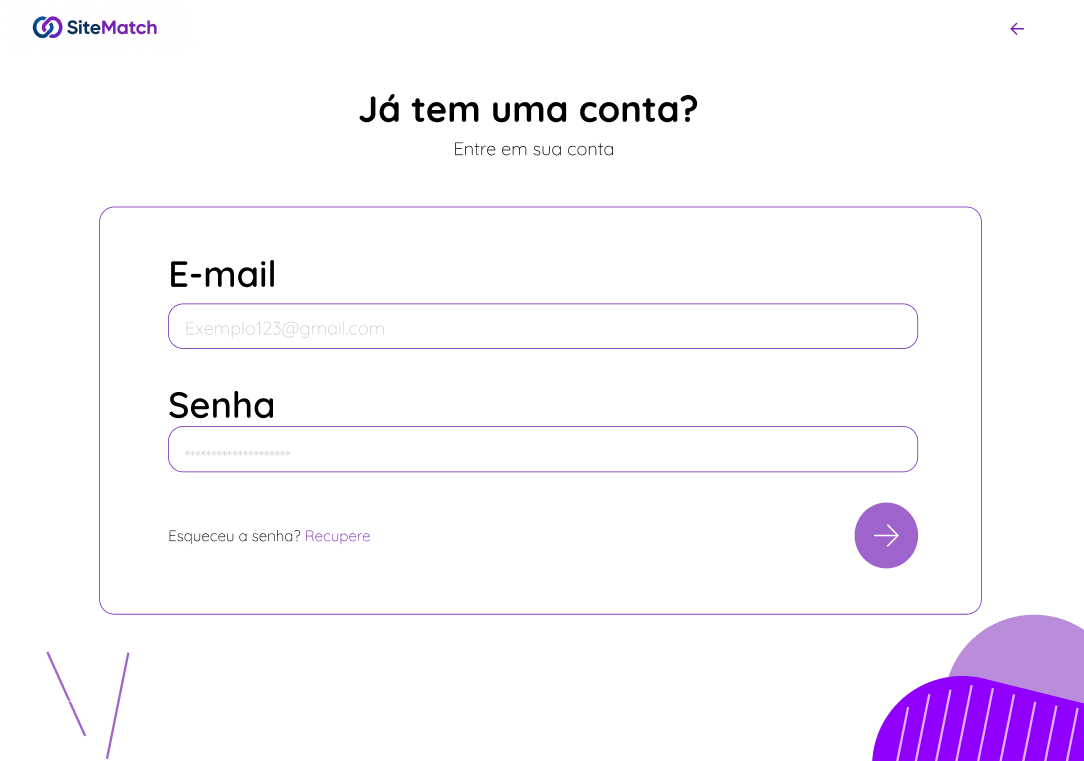 SiteMatch
Já tem uma conta?
Entre em sua conta
E-mail
Exemplo123@gmail.com
Senha
********************
Esqueceu a senha? Recupere